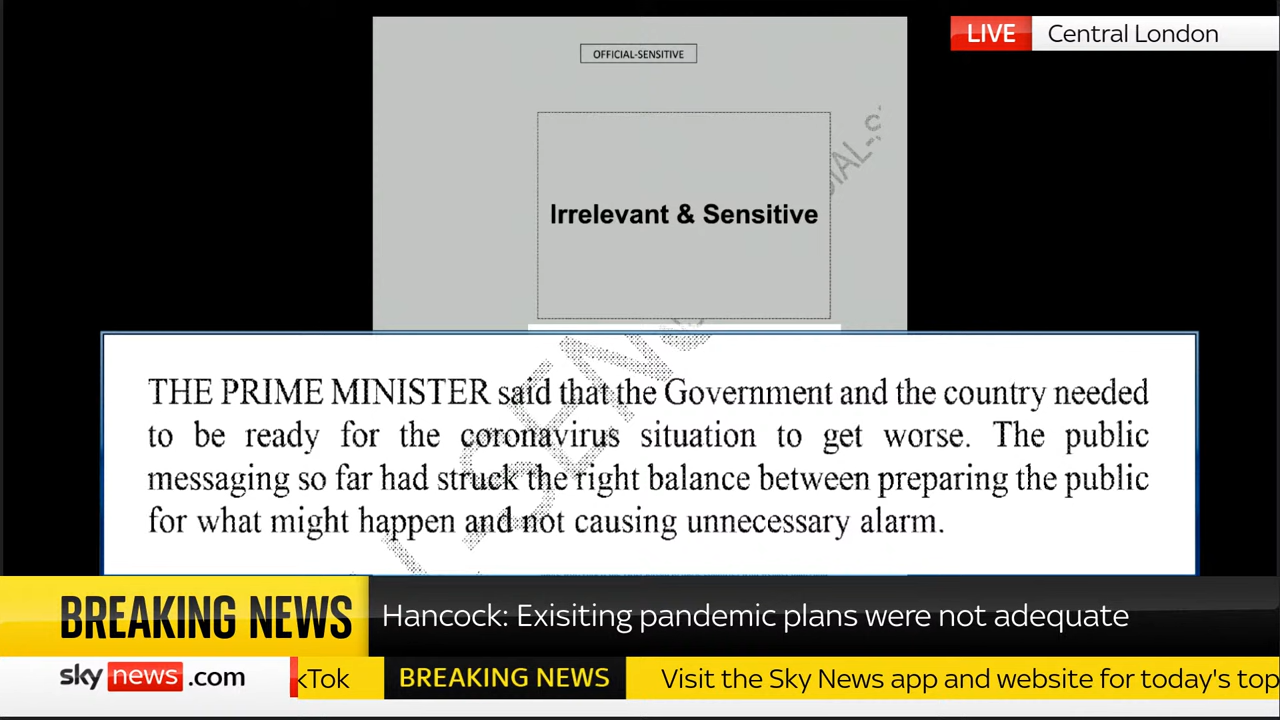 OFFICIAL-SENSITIVE
LIVE Central London
Irrelevant & Sensitive
THE PRIME MINISTER said that the Government and the country needed
to be ready for the coronavirus situation to get worse. The public
messaging so far had struck the right balance between preparing the public
for what might happen and not causing unnecessary alarm.
BREAKING NEWS
Hancock: Exisiting pandemic plans were not adequate
sky news .com kTok BREAKING NEWS Visit the Sky News app and website for today's top